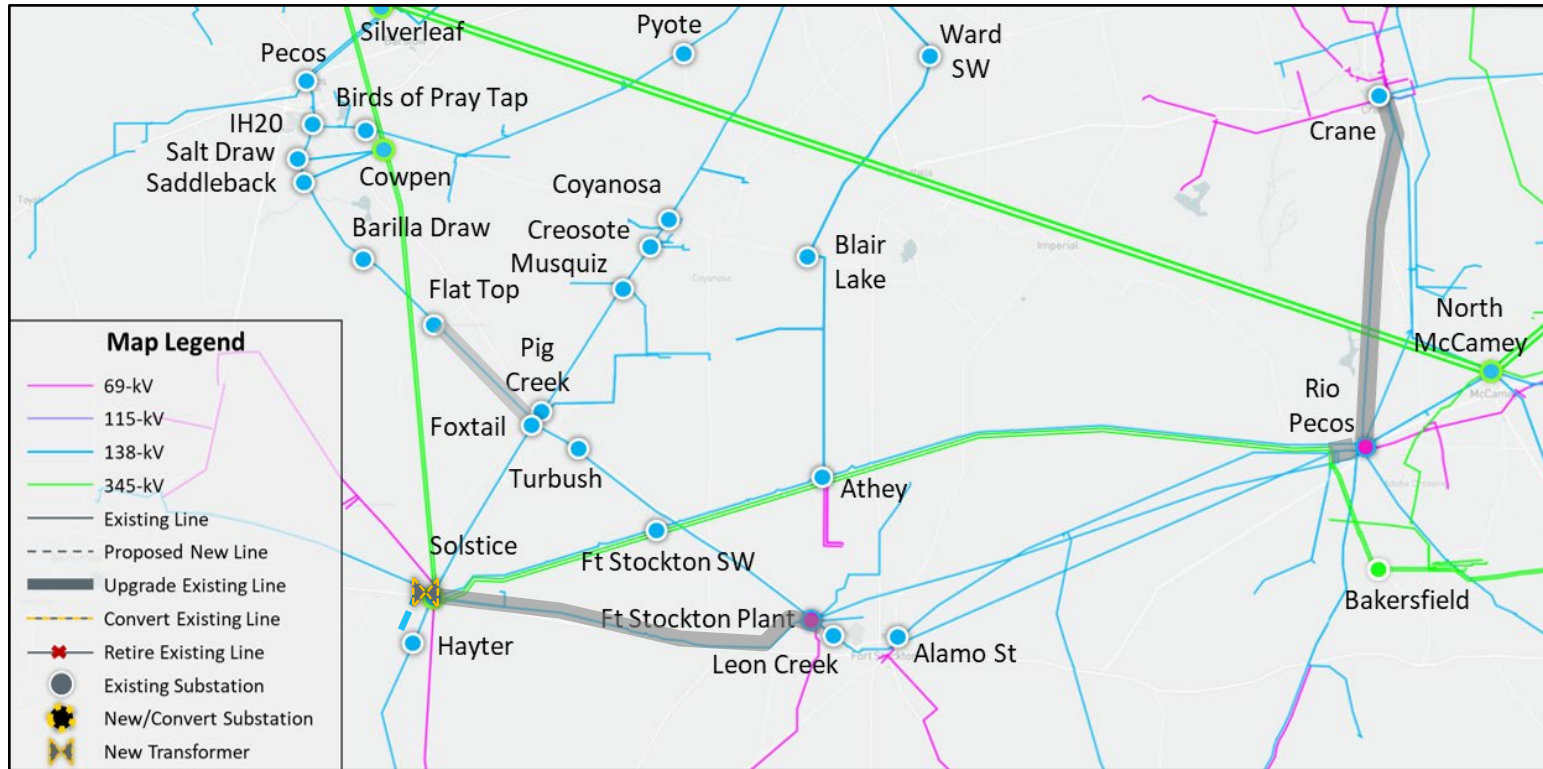 Silverleaf
Pyote
Ward
SW
Pecos
Birds of Pray Tap
IH20
Crane
Salt Draw
Cowpen
Saddleback
Coyanosa
Barilla Draw
Creosote
Musquiz
Blair
Lake
Imperial
Coyanosa
Flat Top
North
McCamey
McCamey
Pig
Creek
Rio
Pecos
Foxtail
Turbush
Athey
Solstice
Ft Stockton SW
Bakersfield
Ft Stockton Plant
Hayter
Leon Creek
Alamo St
Map Legend
69-kV
115-kV
138-kV
345-kV
Existing Line
Proposed New Line
Upgrade Existing Line
Convert Existing Line
Retire Existing Line
Existing Substation
New/Convert Substation
New Transformer